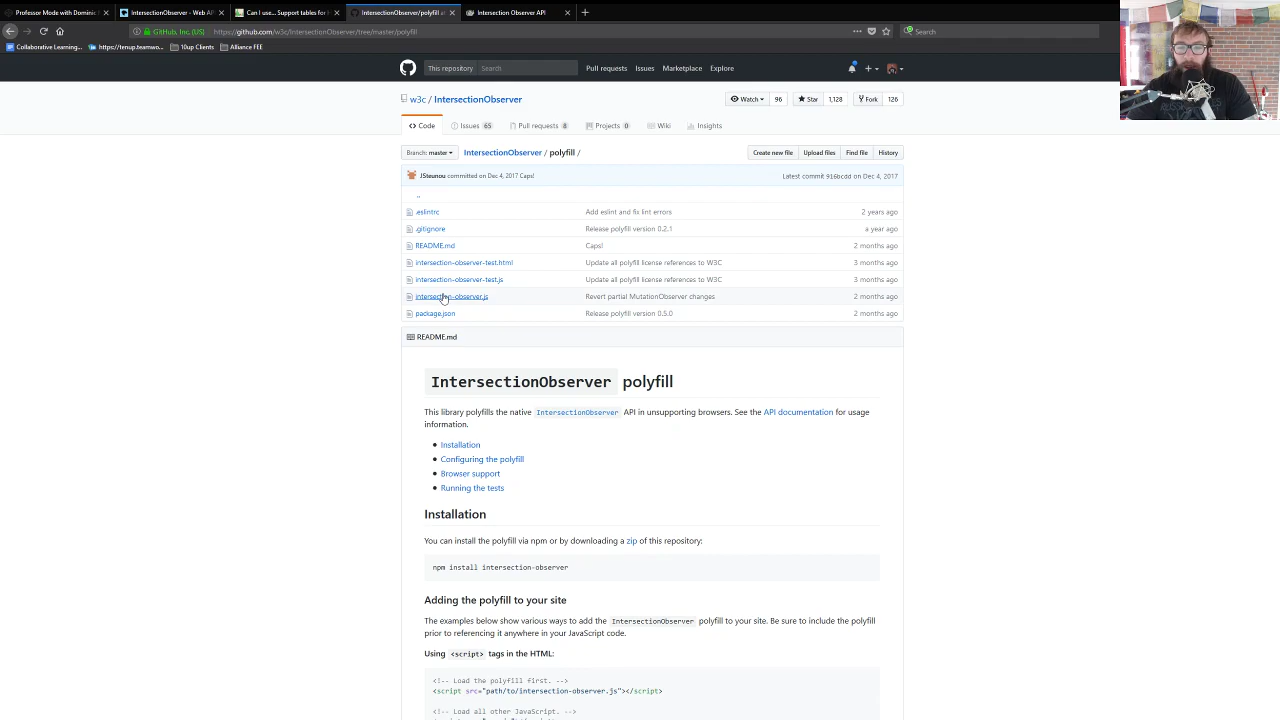 Professor Mode with Dominic
IntersectionObserver - Web AP
Can I use... Support tables for
IntersectionObserver/polyfill a
Intersection Observer API
GitHub, Inc. (US)
https://github.com/w3c/IntersectionObserver/tree/master/polyfill
Search
Collaborative Learning...
https://tenup.teamwo...
10up Clients
Alliance FEE
This repository
Search
Pull requests
Issues
Marketplace
Explore
w3c / IntersectionObserver
Watch
96
Star
1,128
Fork
126
Code
Issues 65
Pull requests 8
Projects 0
Wiki
Insights
Branch: master
IntersectionObserver / polyfill /
Create new file
Upload files
Find file
History
JSteunou committed on Dec 4, 2017 Caps!
Latest commit 916bcdd on Dec 4, 2017
..
.eslintrc
Add eslint and fix lint errors
2 years ago
.gitignore
Release polyfill version 0.2.1
a year ago
README.md
Caps!
2 months ago
intersection-observer-test.html
Update all polyfill license references to W3C
3 months ago
intersection-observer-test.js
Update all polyfill license references to W3C
3 months ago
intersection-observer.js
Revert partial MutationObserver changes
2 months ago
package.json
Release polyfill version 0.5.0
2 months ago
README.md
IntersectionObserver polyfill
This library polyfills the native IntersectionObserver API in unsupporting browsers. See the API documentation for usage
information.
Installation
Configuring the polyfill
Browser support
Running the tests
Installation
You can install the polyfill via npm or by downloading a zip of this repository:
npm install intersection-observer
Adding the polyfill to your site
The examples below show various ways to add the IntersectionObserver polyfill to your site. Be sure to include the polyfill
prior to referencing it anywhere in your JavaScript code.
Using <script> tags in the HTML:
<!-- Load the polyfill first. -->
<script src="path/to/intersection-observer.js"></script>
<!-- Load all other JavaScript. -->